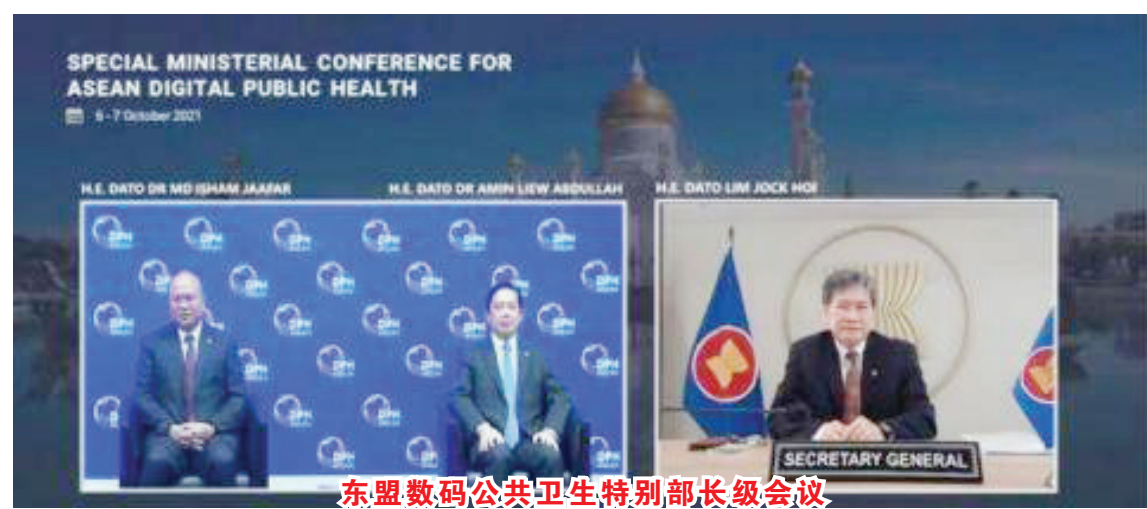 SPECIAL MINISTERIAL CONFERENCE FOR
ASEAN DIGITAL PUBLIC HEALTH
6 - 7 October 2021
H.E. DATO DR MD ISHAM JAAFAR
H.E. DATO DR AMIN LIEW ABDULLAH
H.E. DATO LIM JOCK HOI
DPH
SECRETARY GENERAL
东盟数码公共卫生特别部长级会议